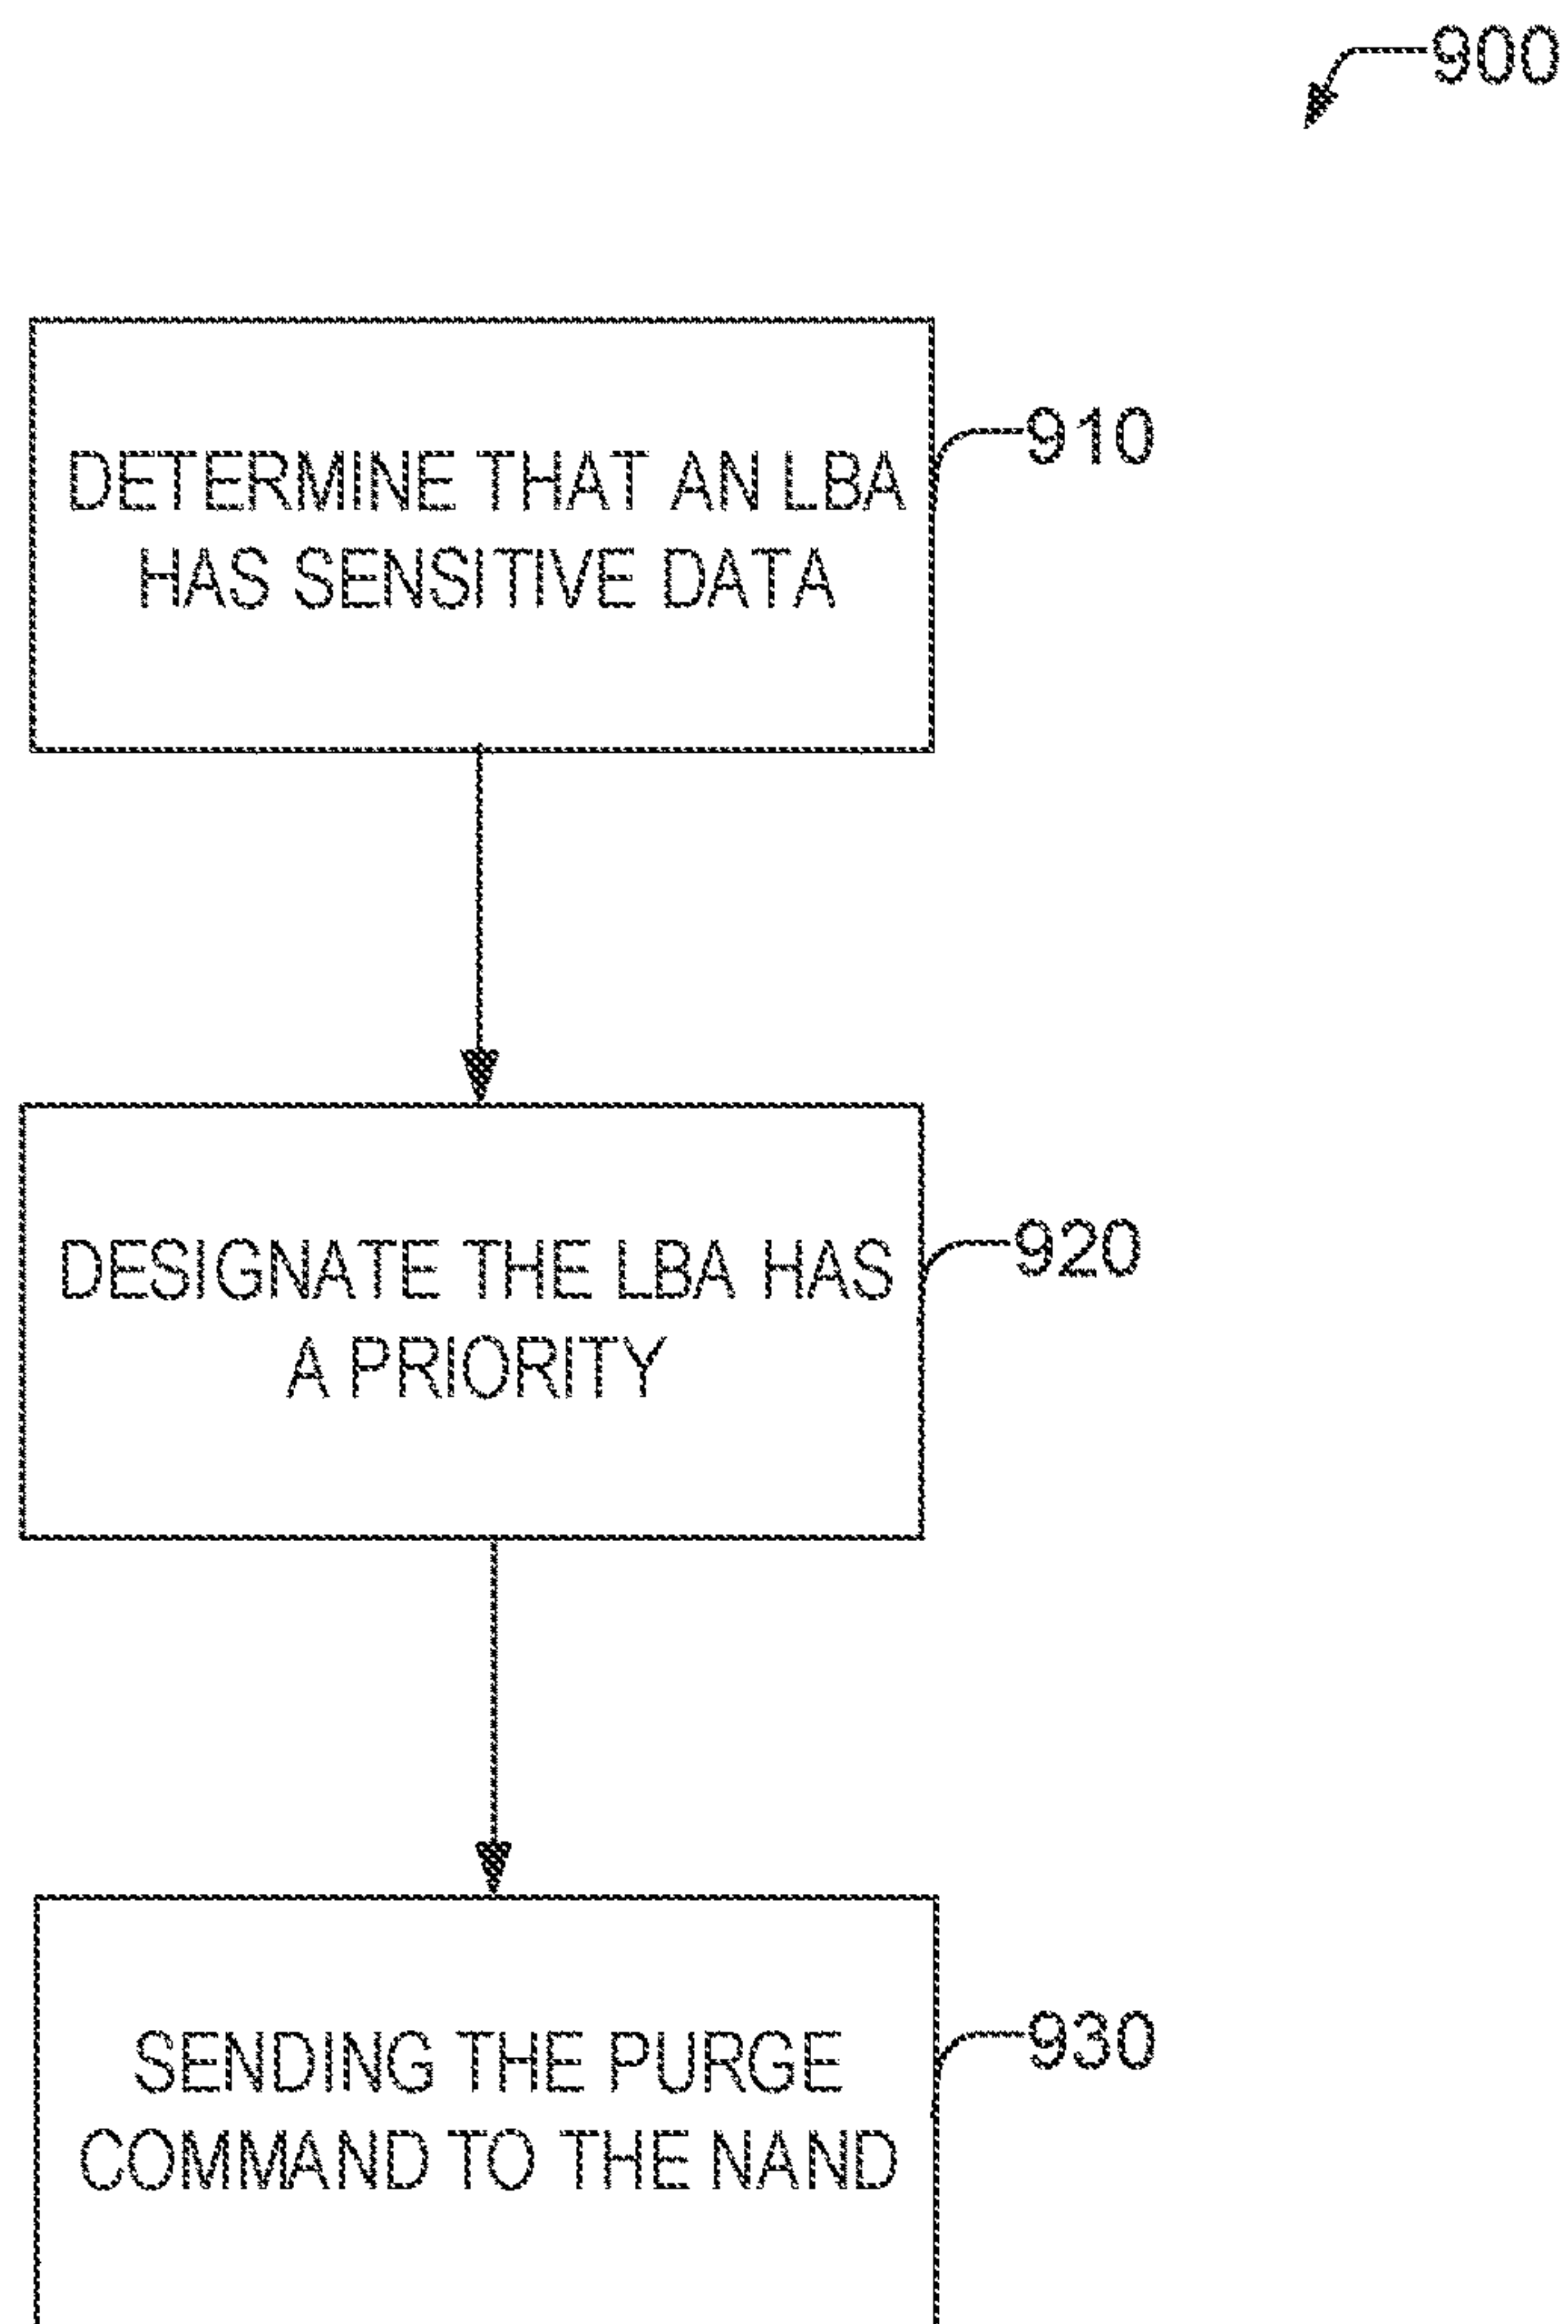 900
DETERMINE THAT AN LBA
HAS SENSITIVE DATA
910
DESIGNATE THE LBA HAS
A PRIORITY
920
SENDING THE PURGE
COMMAND TO THE NAND
930